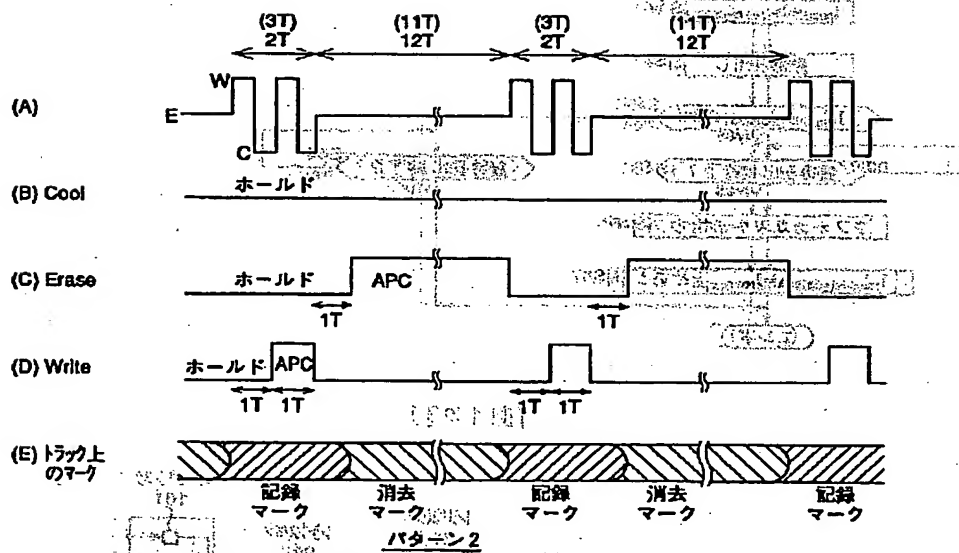 (3T) (11T) (3T) (11T)
2T 12T 2T 12T
(A) W
E
C
ホールド
(B) Cool
(C) Erase ホールド APC
1T 1T
(D) Write ホールド APC
1T 1T 1T 1T
(E) トラック上
のマーク
記録 消去 記録 消去 記録
マーク マーク マーク マーク マーク
パターン2